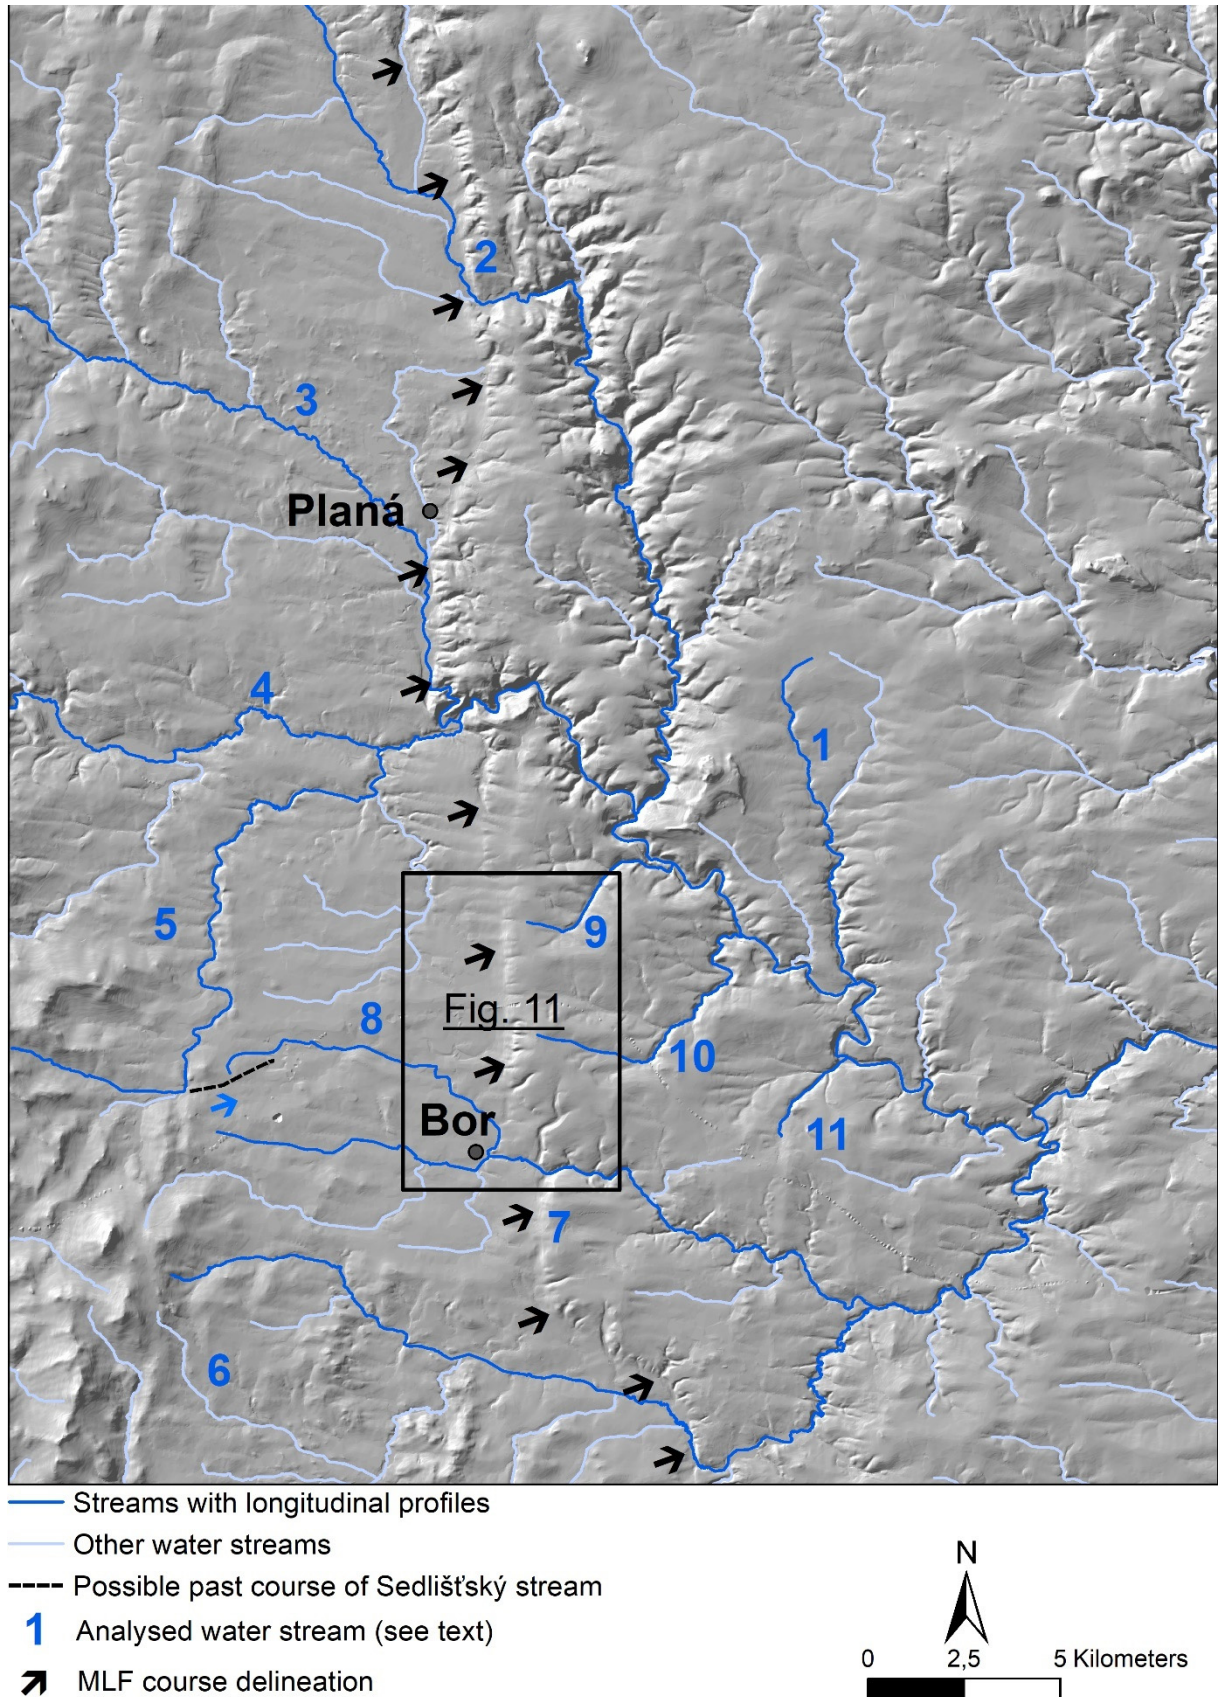 2
3
Planá
4
1
5
9
8
Fig. 11
10
Bor
11
7
6
Streams with longitudinal profiles
Other water streams
Possible past course of Sedlišťský stream
1 Analysed water stream (see text)
MLF course delineation
N
0 2,5 5 Kilometers